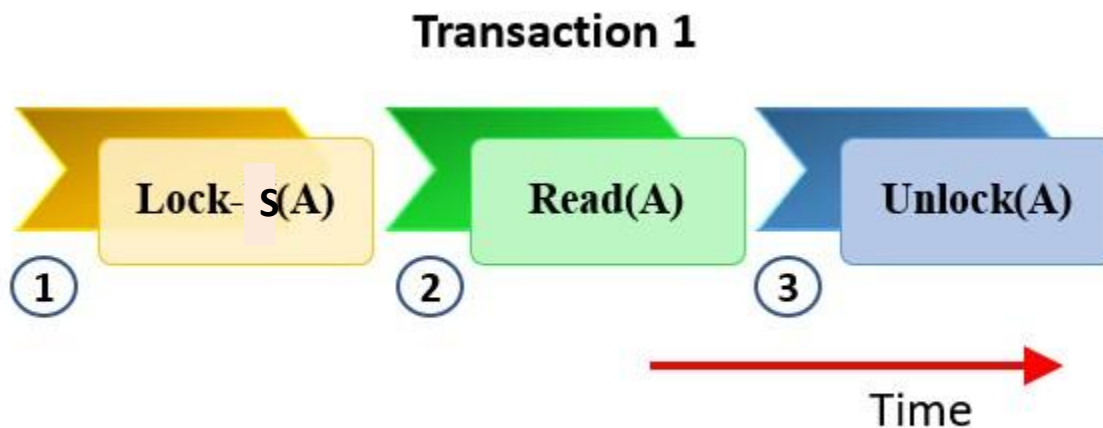 Transaction 1
Lock-S(A)
Read(A)
Unlock(A)
1
2
3
Time